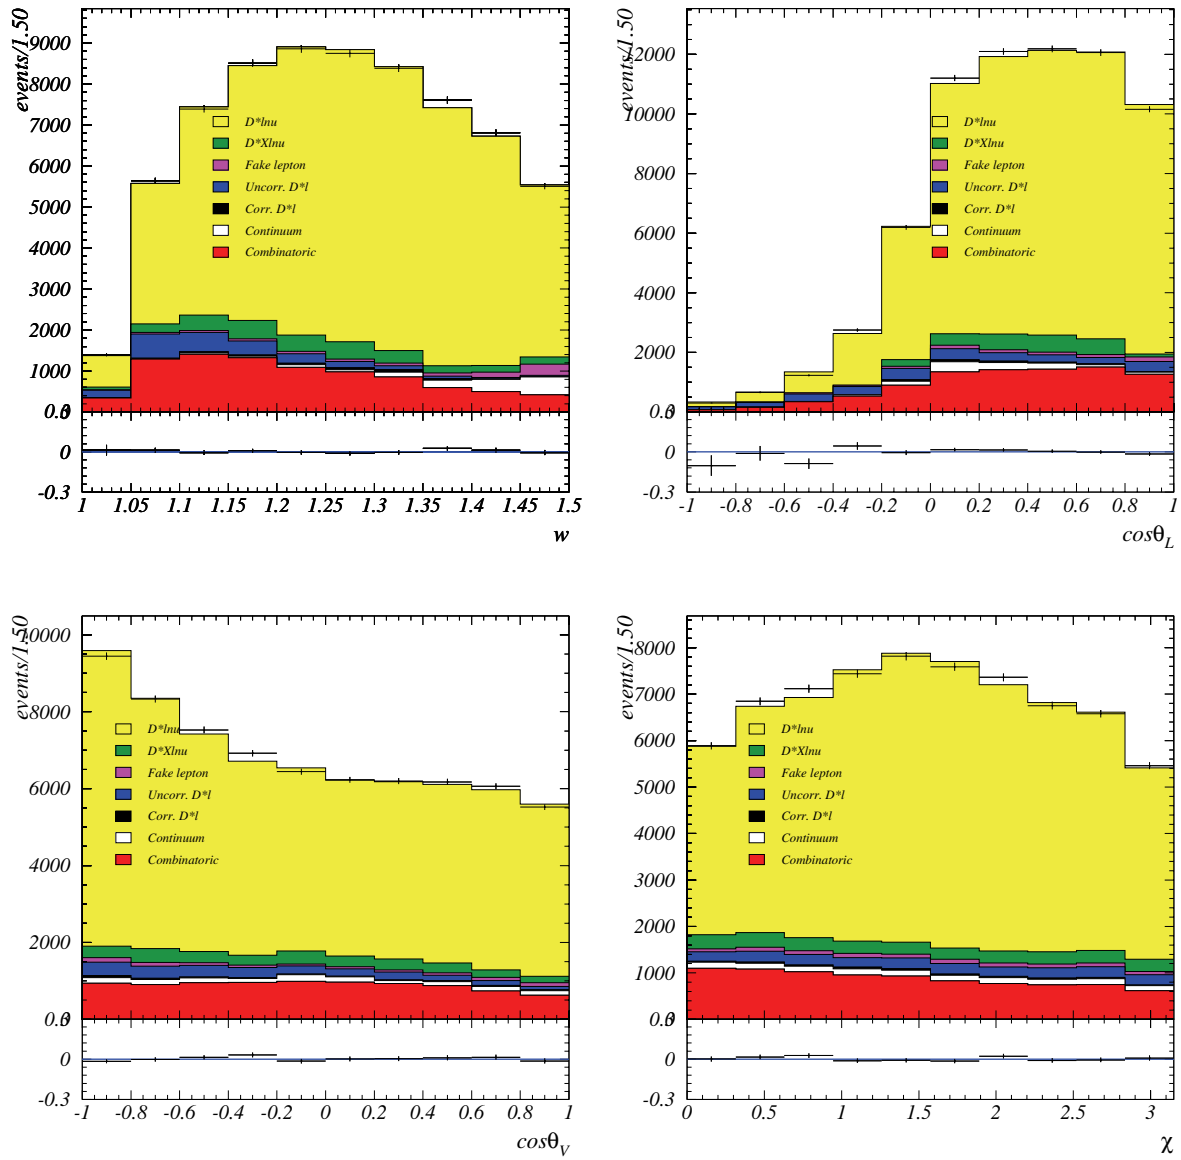 events/1.50
9000
8000
7000
6000
5000
4000
3000
2000
1000
0.3
0
-0.3
D*lnu
D*Xlnu
Fake lepton
Uncorr. D*l
Corr. D*l
Continuum
Combinatoric
1 1.05 1.1 1.15 1.2 1.25 1.3 1.35 1.4 1.45 1.5
w
events/1.50
12000
10000
8000
6000
4000
2000
0.3
0
-0.3
D*lnu
D*Xlnu
Fake lepton
Uncorr. D*l
Corr. D*l
Continuum
Combinatoric
-1 -0.8 -0.6 -0.4 -0.2 0 0.2 0.4 0.6 0.8 1
cosθL
events/1.50
10000
8000
6000
4000
2000
0
-0.3
D*lnu
D*Xlnu
Fake lepton
Uncorr. D*l
Corr. D*l
Continuum
Combinatoric
-1 -0.8 -0.6 -0.4 -0.2 0 0.2 0.4 0.6 0.8 1
cosθV
events/1.50
8000
7000
6000
5000
4000
3000
2000
1000
0.3
0
-0.3
D*lnu
D*Xlnu
Fake lepton
Uncorr. D*l
Corr. D*l
Continuum
Combinatoric
0 0.5 1 1.5 2 2.5 3
χ